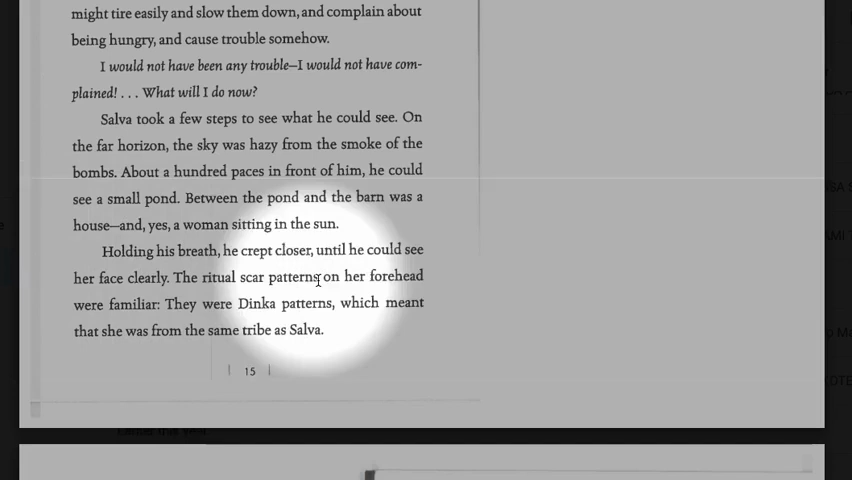 might tire easily and slow them down, and complain about
being hungry, and cause trouble somehow.
I would not have been any trouble—I would not have com-
plained! . . . What will I do now?
Salva took a few steps to see what he could see. On
the far horizon, the sky was hazy from the smoke of the
bombs. About a hundred paces in front of him, he could
see a small pond. Between the pond and the barn was a
house—and, yes, a woman sitting in the sun.
Holding his breath, he crept closer, until he could see
her face clearly. The ritual scar patterns on her forehead
were familiar: They were Dinka patterns, which meant
that she was from the same tribe as Salva.
| 15 |